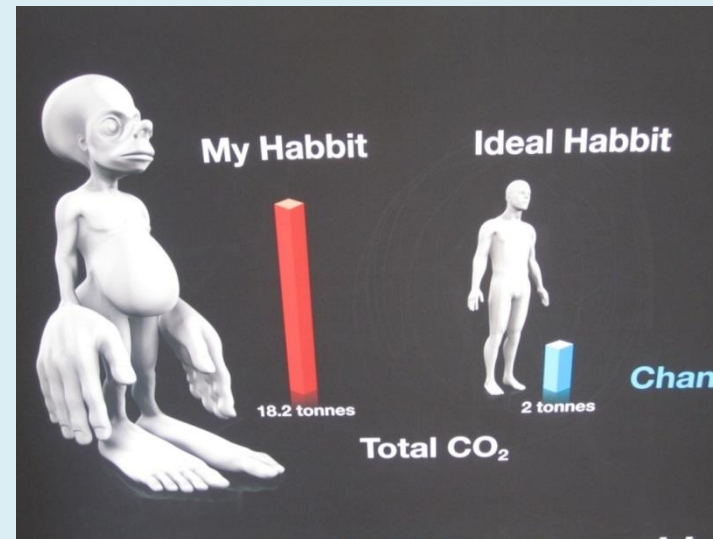 My Habbit
Ideal Habbit
18.2 tonnes
2 tonnes
Chan
Total CO₂